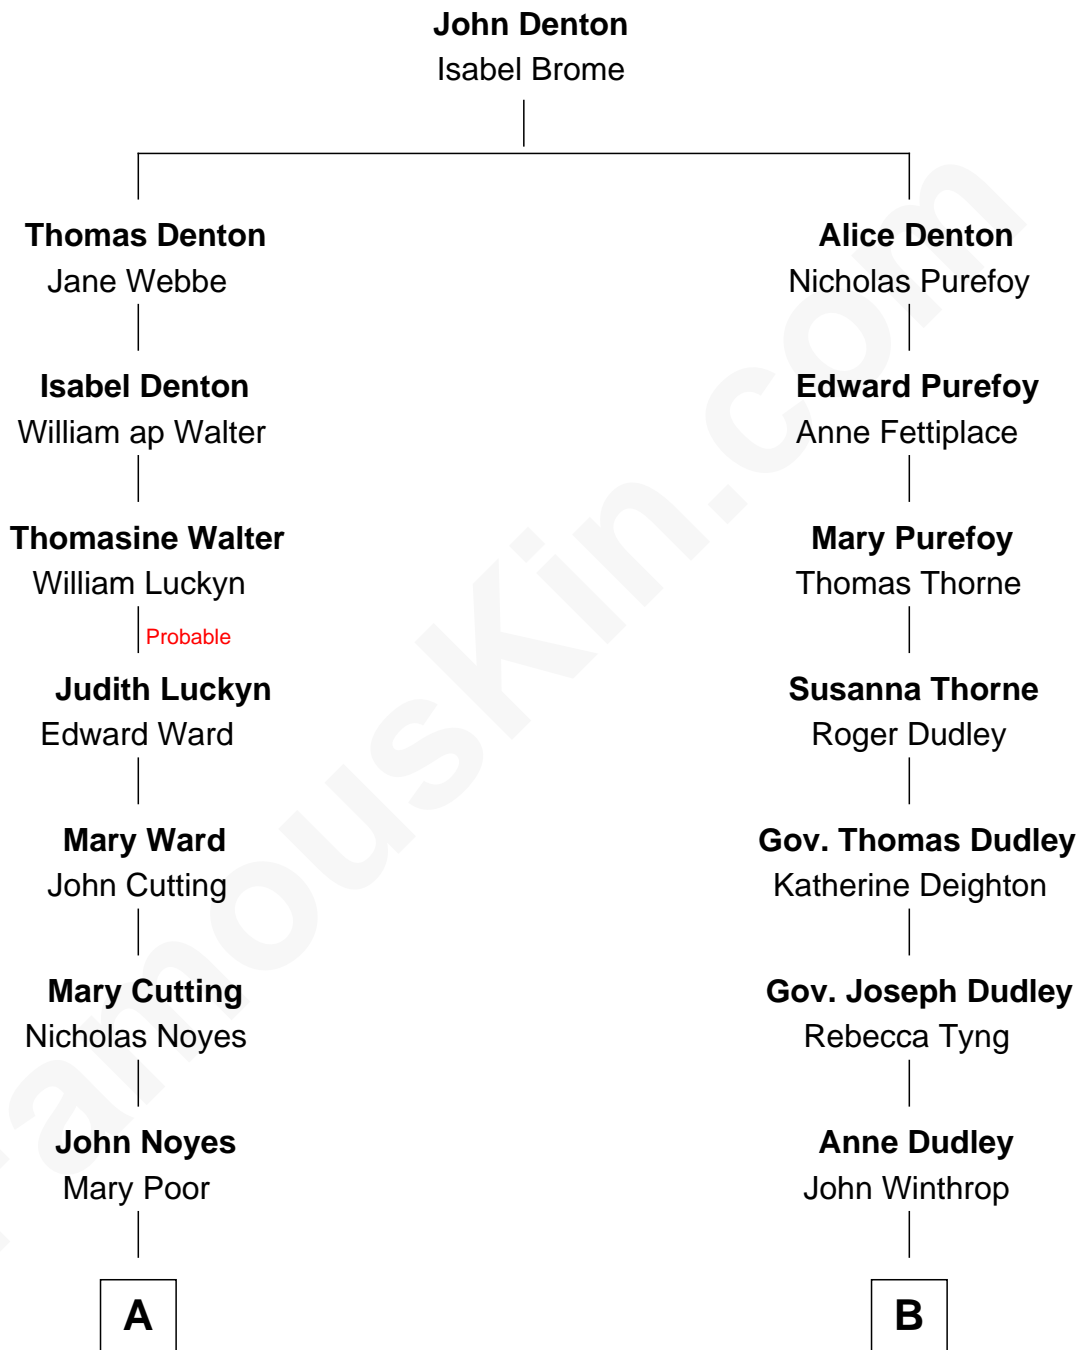 John Denton
Isabel Brome
Thomas Denton
Jane Webbe
Alice Denton
Nicholas Purefoy
Isabel Denton
William ap Walter
Edward Purefoy
Anne Fettiplace
Thomasine Walter
William Luckyn
Mary Purefoy
Thomas Thorne
Probable
Judith Luckyn
Edward Ward
Susanna Thorne
Roger Dudley
Mary Ward
John Cutting
Gov. Thomas Dudley
Katherine Deighton
Mary Cutting
Nicholas Noyes
Gov. Joseph Dudley
Rebecca Tyng
John Noyes
Mary Poor
Anne Dudley
John Winthrop
A
B
FamousKin.com